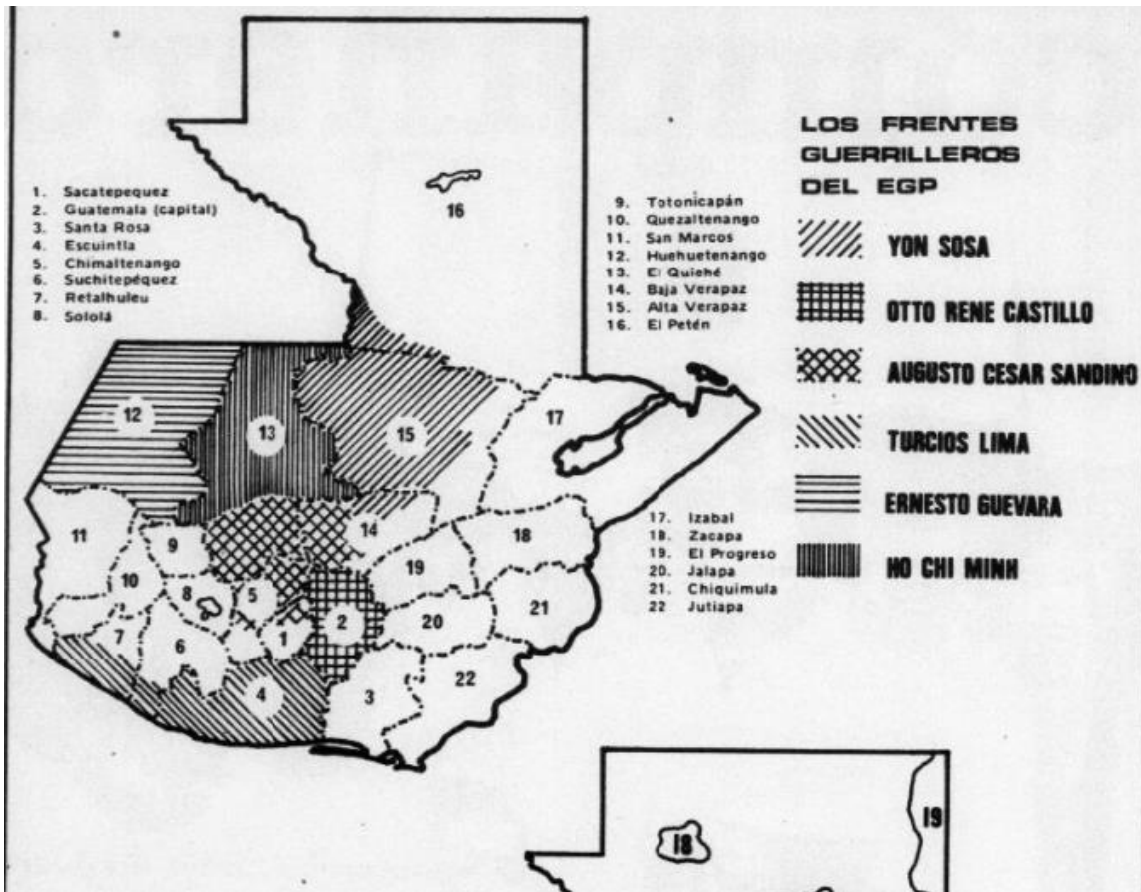 LOS FRENTES
GUERRILLEROS
DEL EGP
YON SOSA
OTTO RENE CASTILLO
AUGUSTO CESAR SANDINO
TURCIOS LIMA
ERNESTO GUEVARA
HO CHI MINH
1. Sacatepequez
2. Guatemala (capital)
3. Santa Rosa
4. Escuintla
5. Chimaltenango
6. Suchitepéquez
7. Retalhuleu
8. Sololá
9. Totonicapán
10. Quezaltenango
11. San Marcos
12. Huehuetenango
13. El Quiehé
14. Baja Verapaz
15. Alta Verapaz
16. El Petén
17. Izabal
18. Zacapa
19. El Progreso
20. Jalapa
21. Chiquimula
22 Jutiapa
16
12
13
15
17
11
9
14
18
10
8
5
19
21
7
6
1
2
20
4
3
22
18
19